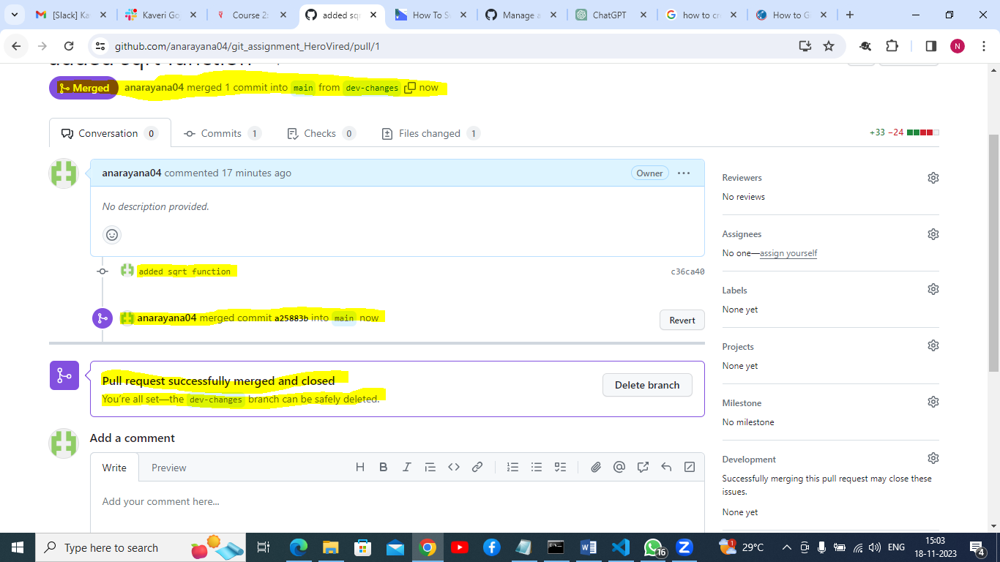 [Slack] Ka
Kaveri Go
Course 2:
added sqr
How To S
Manage a
ChatGPT
how to cr
How to G
github.com/anarayana04/git_assignment_HeroVired/pull/1
N
added sqrt function
Merged anarayana04 merged 1 commit into main from dev-changes now
Conversation 0 Commits 1 Checks 0 Files changed 1 +33 −24
anarayana04 commented 17 minutes ago Owner
No description provided.
added sqrt function c36ca40
anarayana04 merged commit a25883b into main now Revert
Pull request successfully merged and closed
You're all set—the dev-changes branch can be safely deleted.
Delete branch
Add a comment
Write Preview
Add your comment here...
Reviewers
No reviews
Assignees
No one—assign yourself
Labels
None yet
Projects
None yet
Milestone
No milestone
Development
Successfully merging this pull request may close these
issues.
None yet
Type here to search
16
1
29°C
ENG
15:03
18-11-2023
4